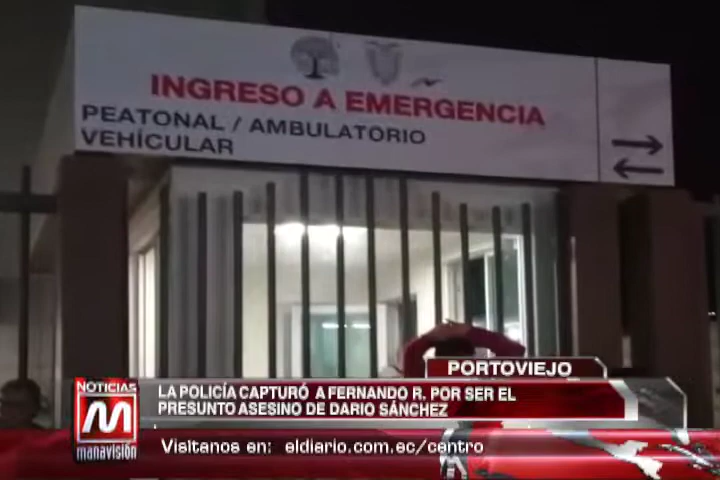 INGRESO A EMERGENCIA
PEATONAL / AMBULATORIO
VEHÍCULAR
PORTOVIEJO
NOTICIAS
M
manavisión
LA POLICÍA CAPTURÓ A FERNANDO R. POR SER EL
PRESUNTO ASESINO DE DARIO SÁNCHEZ
Visítanos en: eldiario.com.ec/centro